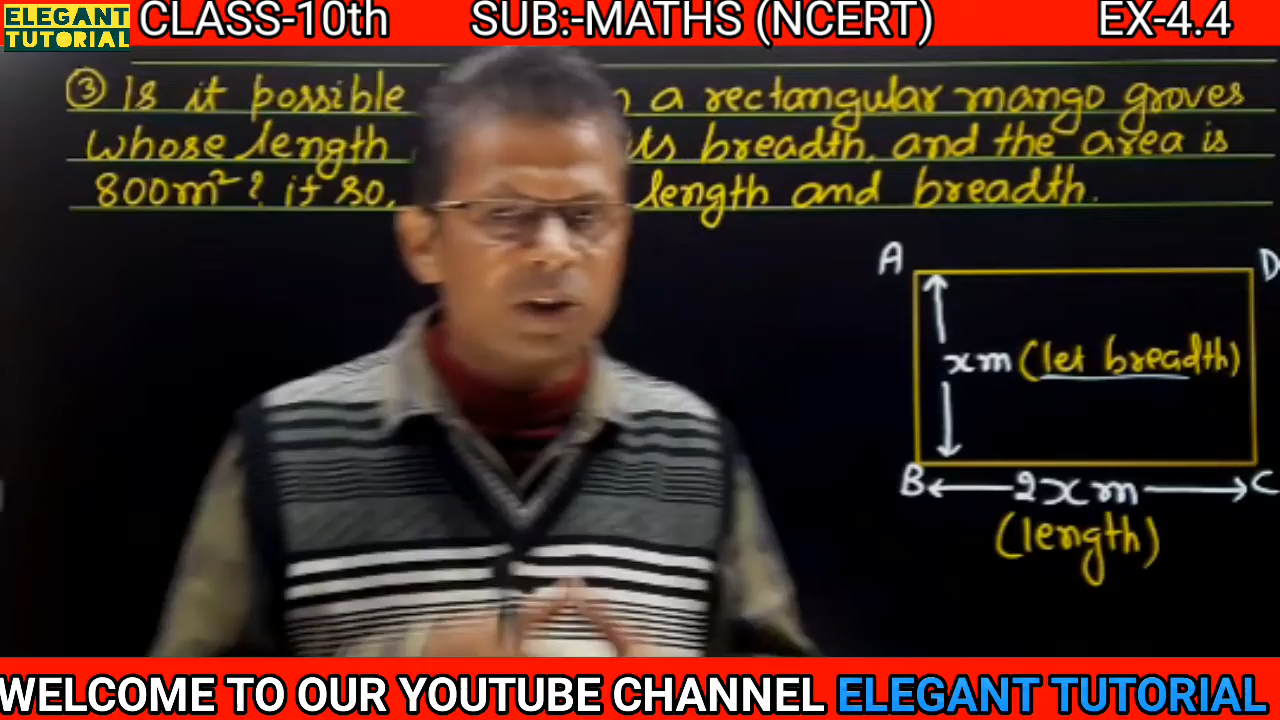 ELEGANT
TUTORIAL
CLASS-10th SUB:-MATHS (NCERT) EX-4.4
③ Is it possible a rectangular mango groves
whose length its breadth, and the area is
800m²? if so, length and breadth.
A D
xm (let breadth)
B 2xm C
(length)
WELCOME TO OUR YOUTUBE CHANNEL ELEGANT TUTORIAL